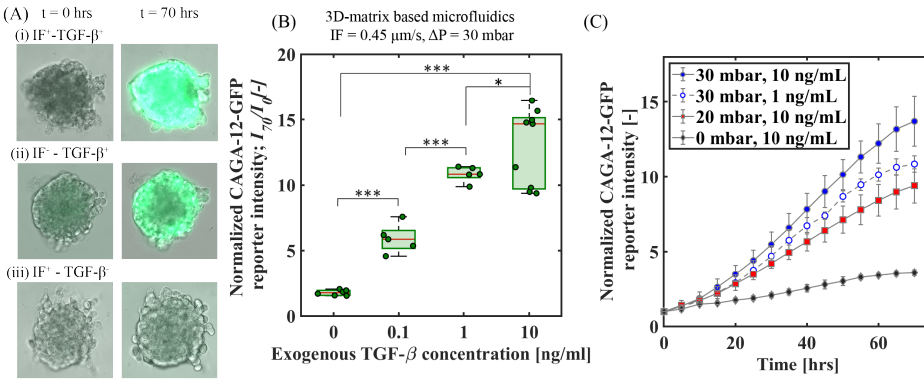 (A)
t = 0 hrs
t = 70 hrs
(i) IF⁺-TGF-β⁺
(ii) IF⁻ - TGF-β⁺
(iii) IF⁺ - TGF-β⁻
(B)
3D-matrix based microfluidics
IF = 0.45 μm/s, ΔP = 30 mbar
Normalized CAGA-12-GFP
reporter intensity; I₇₀/I₀[-]
20
15
10
5
0
***
*
***
***
0
0.1
1
10
Exogenous TGF-β concentration [ng/ml]
(C)
Normalized CAGA-12-GFP
reporter intensity [-]
15
10
5
0
30 mbar, 10 ng/mL
30 mbar, 1 ng/mL
20 mbar, 10 ng/mL
0 mbar, 10 ng/mL
0
20
40
60
Time [hrs]